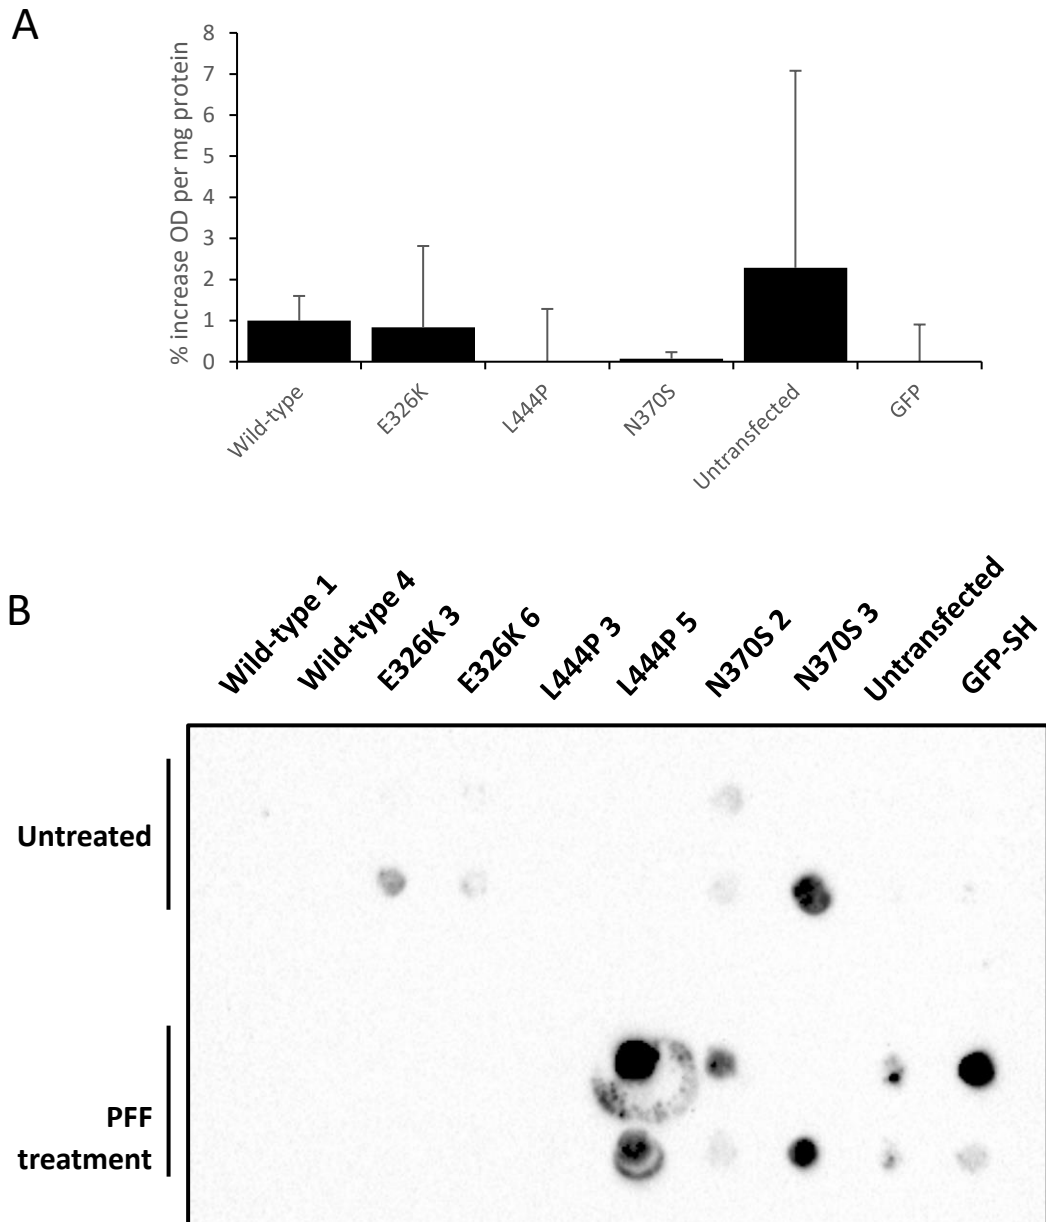 A
% increase OD per mg protein
8
7
6
5
4
3
2
1
0
Wild-type
E326K
L444P
N370S
Untransfected
GFP
B
Wild-type 1
Wild-type 4
E326K 3
E326K 6
L444P 3
L444P 5
N370S 2
N370S 3
Untransfected
GFP-SH
Untreated
PFF
treatment